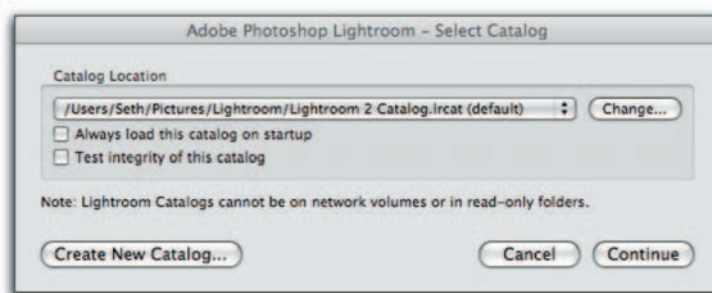 Adobe Photoshop Lightroom – Select Catalog
Catalog Location
/Users/Seth/Pictures/Lightroom/Lightroom 2 Catalog.lrcat (default)
Change...
Always load this catalog on startup
Test integrity of this catalog
Note: Lightroom Catalogs cannot be on network volumes or in read-only folders.
Create New Catalog...
Cancel
Continue